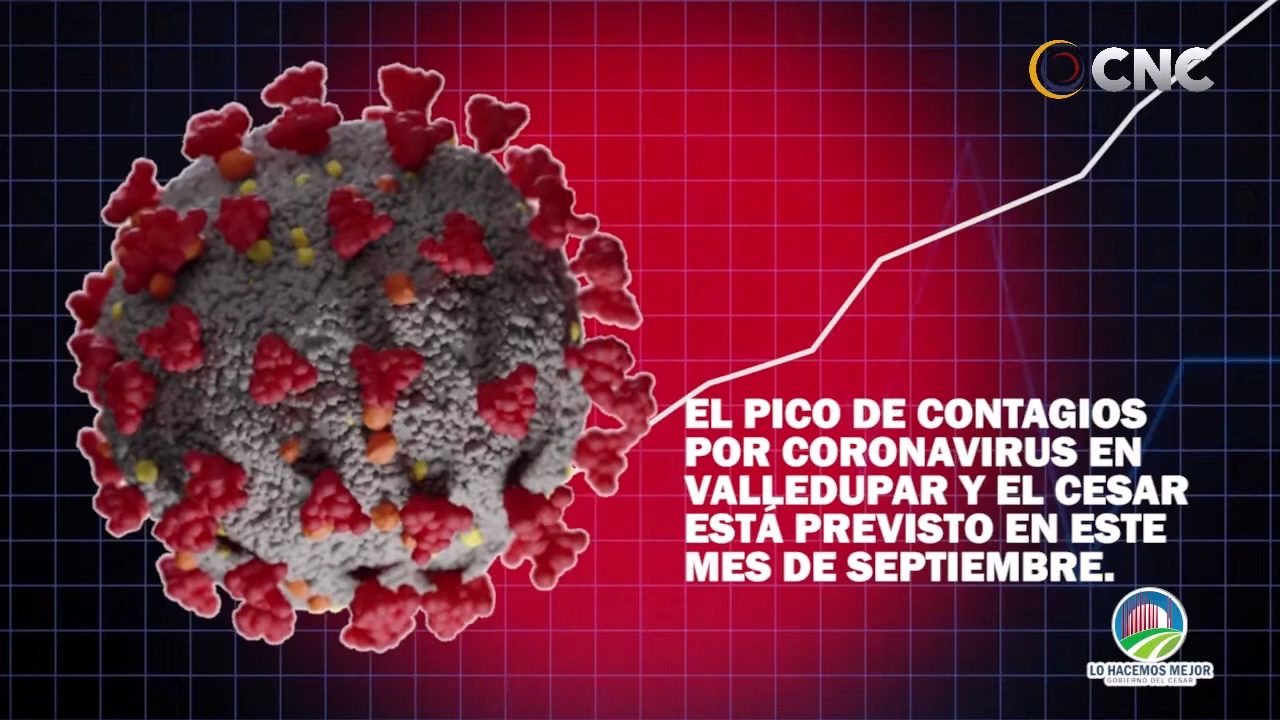 CNC
EL PICO DE CONTAGIOS
POR CORONAVIRUS EN
VALLEDUPAR Y EL CESAR
ESTÁ PREVISTO EN ESTE
MES DE SEPTIEMBRE.
LO HACEMOS MEJOR
GOBIERNO DEL CESAR